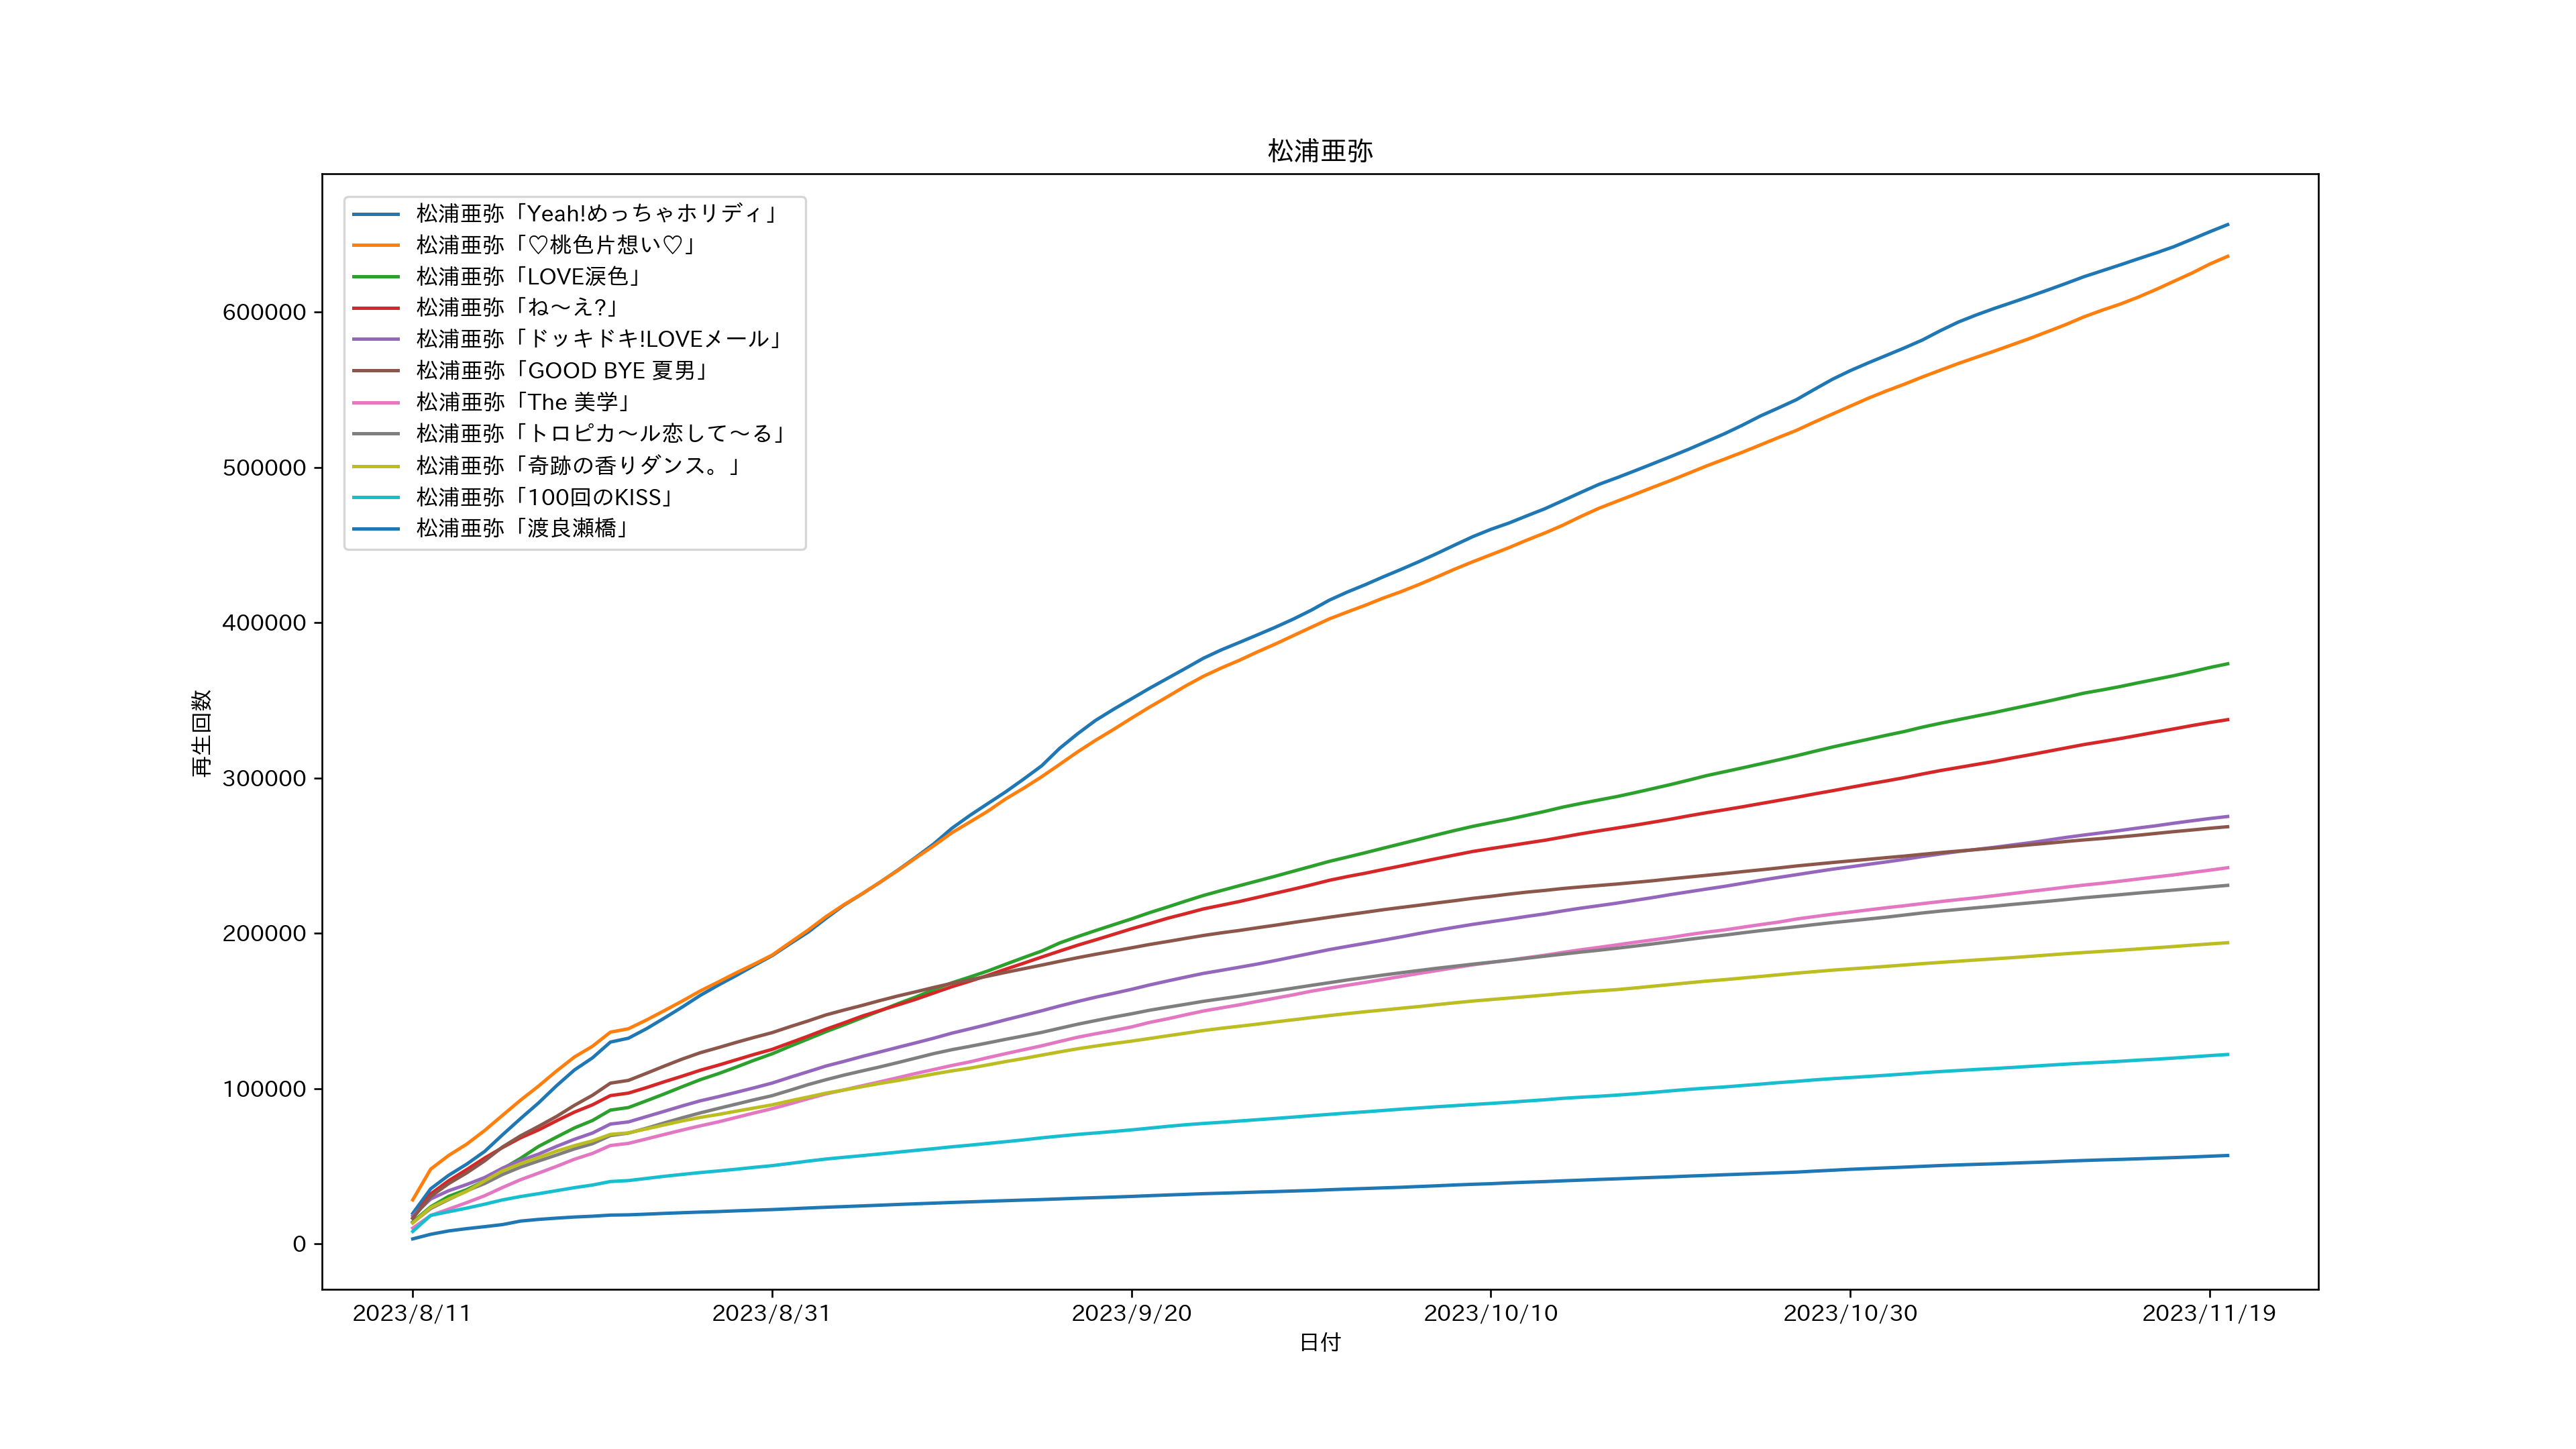 松浦亜弥
松浦亜弥「Yeah!めっちゃホリディ」
松浦亜弥「♡桃色片想い♡」
松浦亜弥「LOVE涙色」
松浦亜弥「ね〜え?」
松浦亜弥「ドッキドキ!LOVEメール」
松浦亜弥「GOOD BYE 夏男」
松浦亜弥「The 美学」
松浦亜弥「トロピカ〜ル恋して〜る」
松浦亜弥「奇跡の香りダンス。」
松浦亜弥「100回のKISS」
松浦亜弥「渡良瀬橋」
600000
500000
400000
300000
200000
100000
0
再生回数
2023/8/11 2023/8/31 2023/9/20 2023/10/10 2023/10/30 2023/11/19
日付